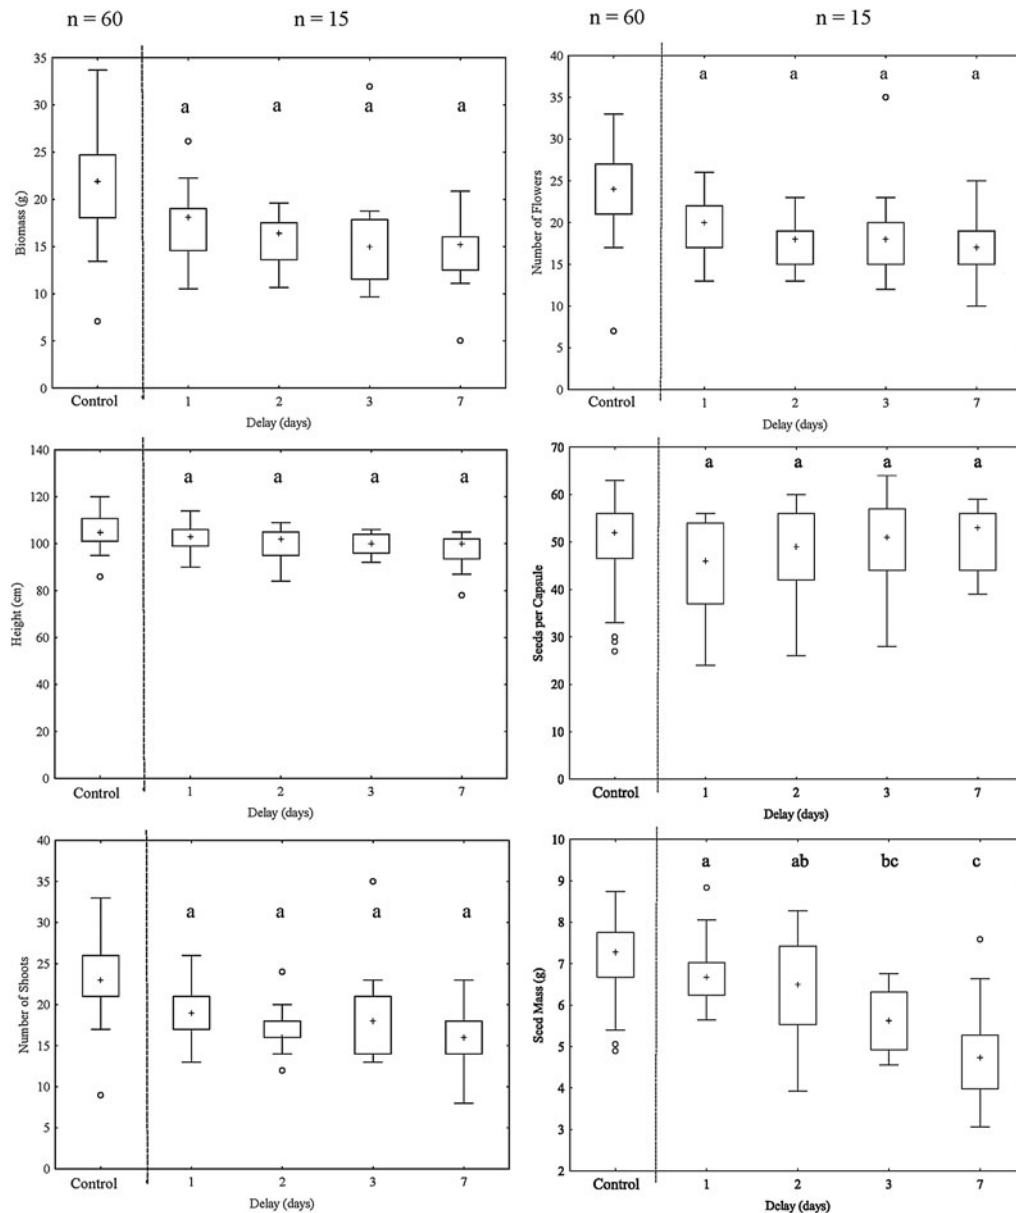 n = 60
n = 15
n = 60
n = 15
35
30
25
20
15
10
5
0
Biomass (g)
a
a
a
a
Control
1
2
3
7
Delay (days)
40
35
30
25
20
15
10
5
0
Number of Flowers
a
a
a
a
Control
1
2
3
7
Delay (days)
140
120
100
80
60
40
20
0
Height (cm)
a
a
a
a
Control
1
2
3
7
Delay (days)
70
60
50
40
30
20
10
0
Seeds per Capsule
a
a
a
a
Control
1
2
3
7
Delay (days)
40
35
30
25
20
15
10
5
0
Number of Shoots
a
a
a
a
Control
1
2
3
7
Delay (days)
10
9
8
7
6
5
4
3
2
Seed Mass (g)
a
ab
bc
c
Control
1
2
3
7
Delay (days)